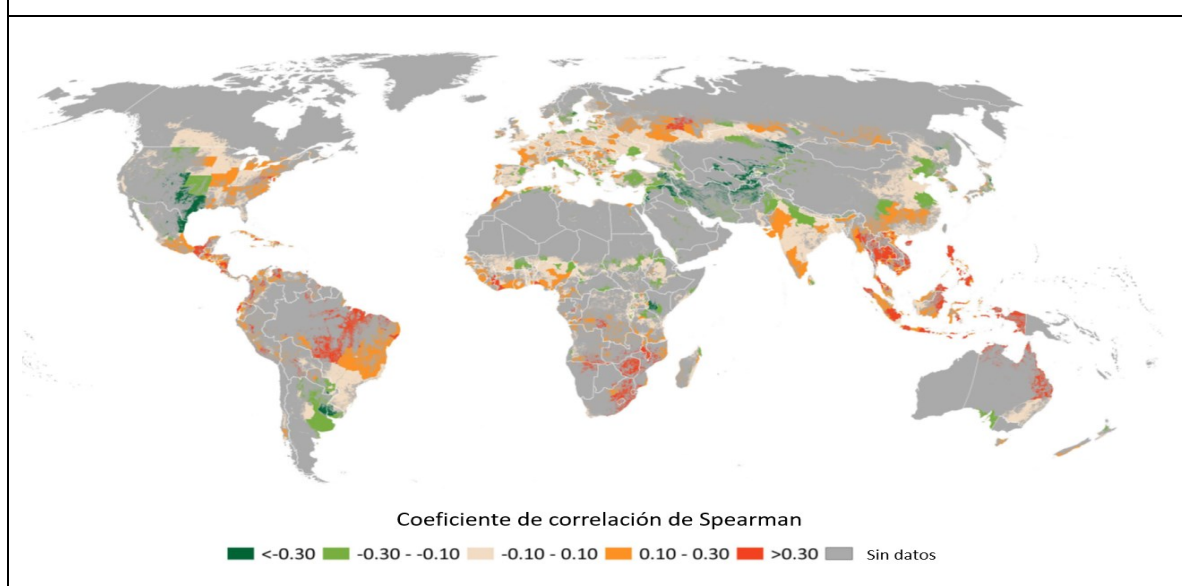 Coeficiente de correlación de Spearman
<-0.30 -0.30 - -0.10 -0.10 - 0.10 0.10 - 0.30 >0.30 Sin datos